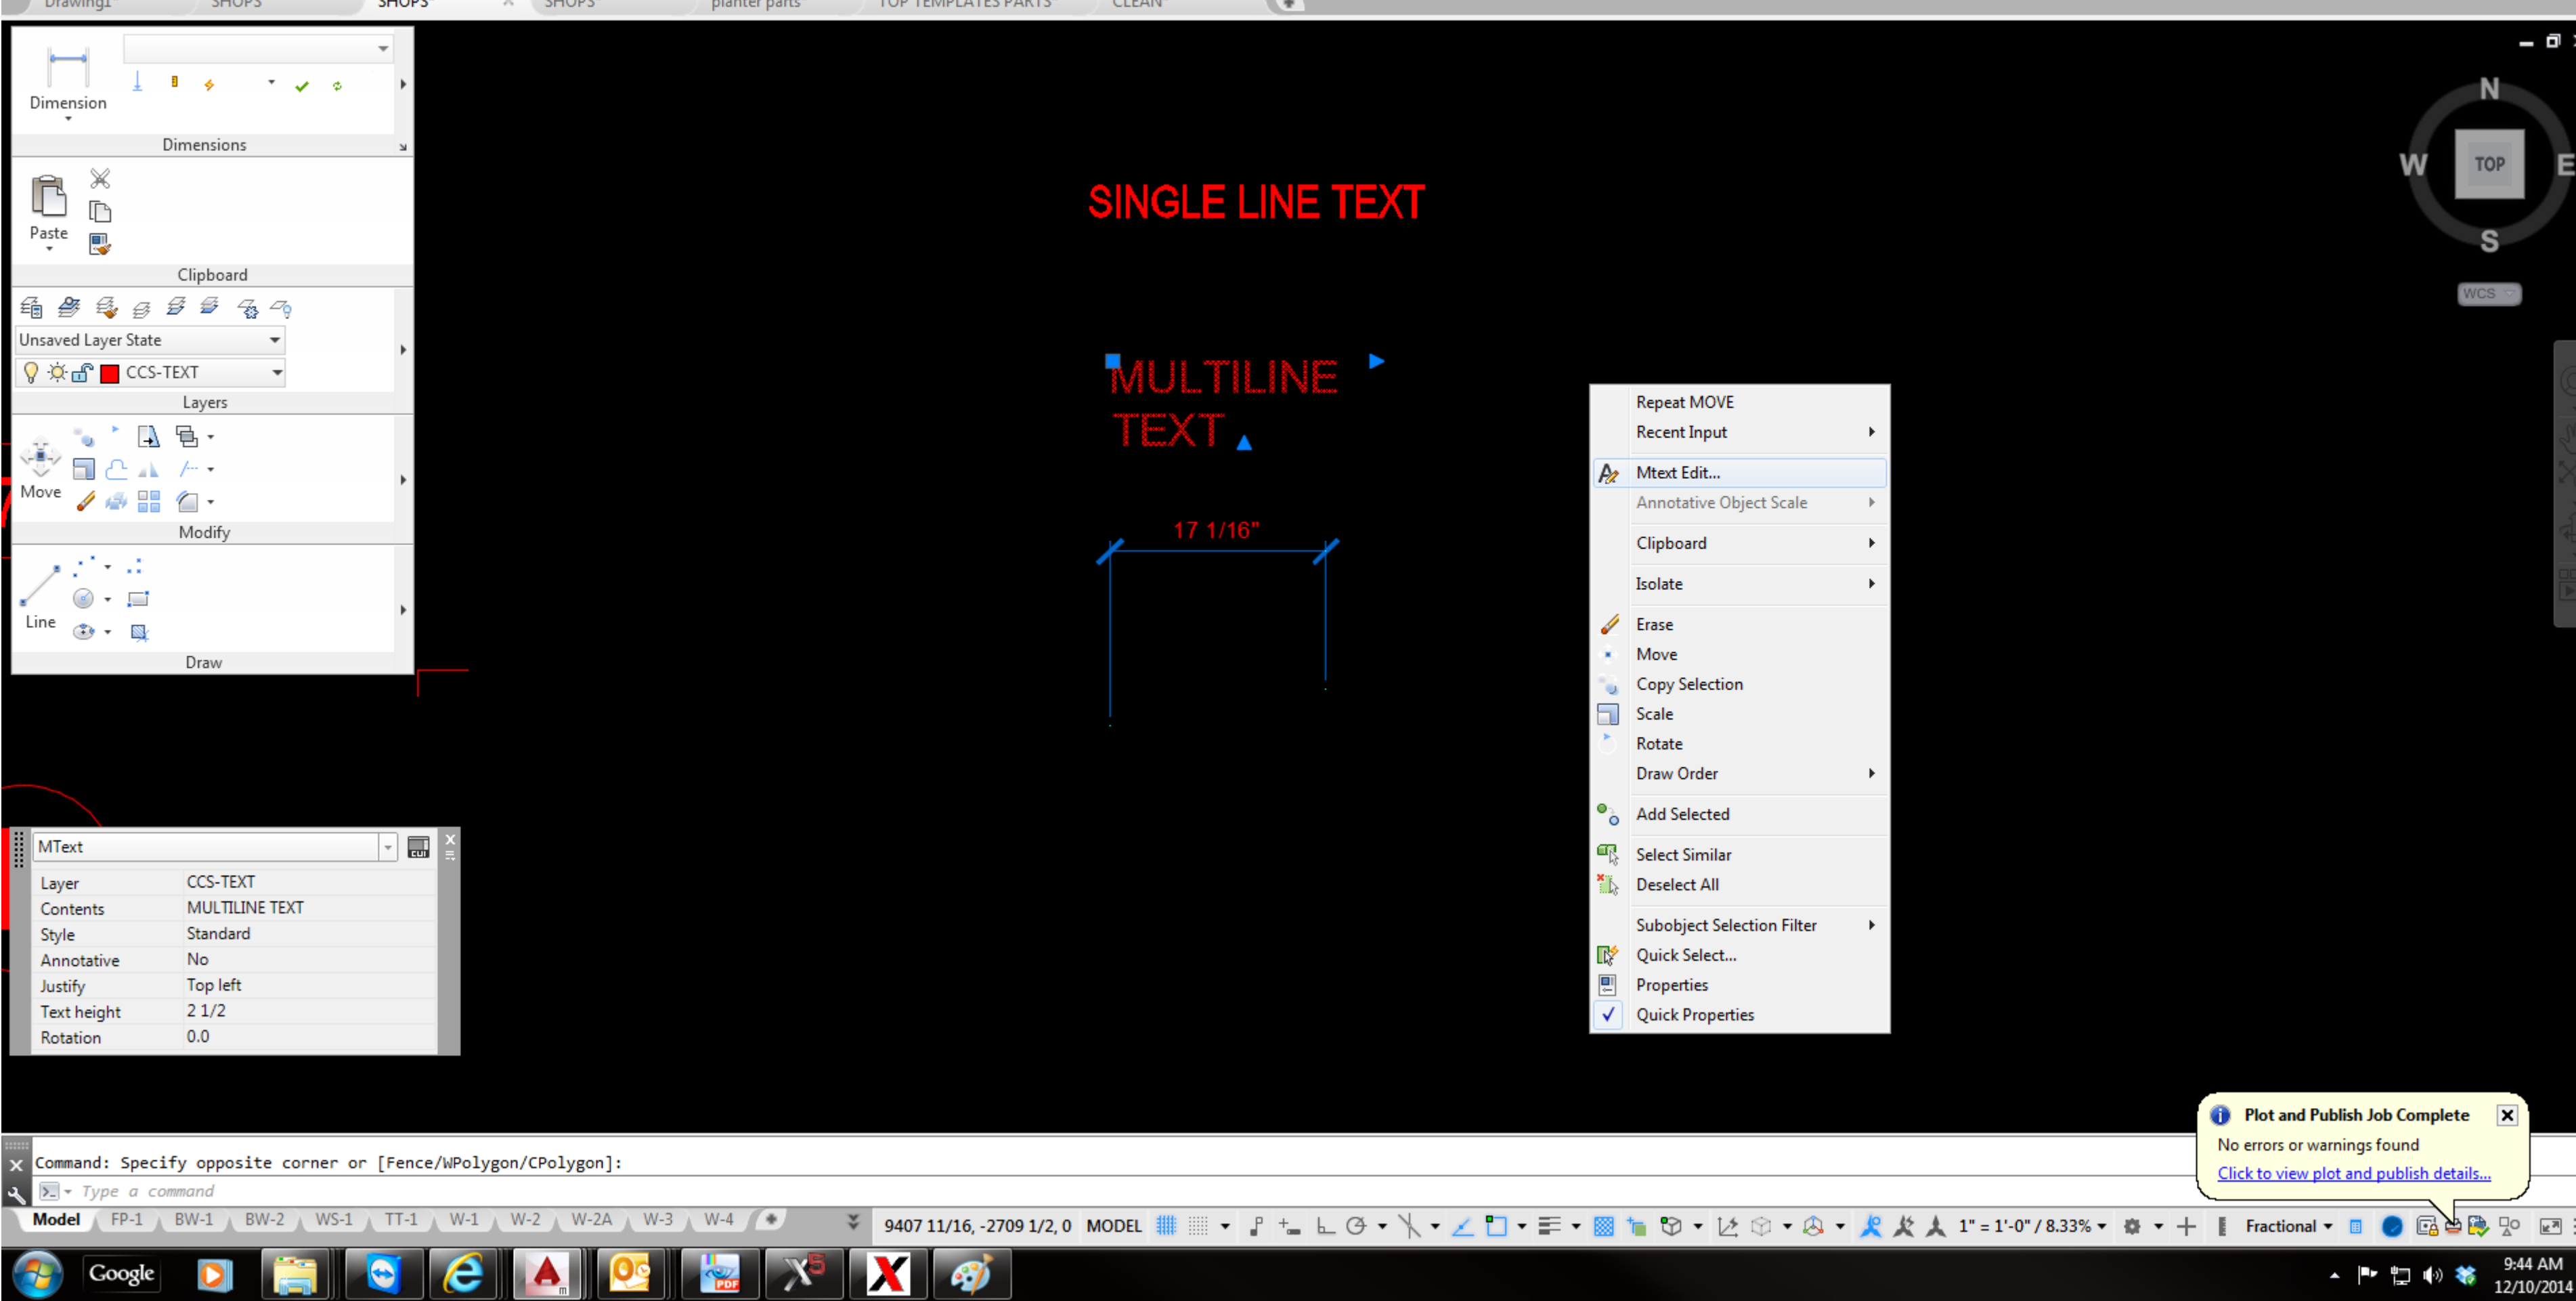 Drawing1* SHOPS* SHOPS* SHOPS* planter parts* TOP TEMPLATES PARTS* CLEAN*
Dimension
Dimensions
Paste
Clipboard
Unsaved Layer State
CCS-TEXT
Layers
Move
Modify
Line
Draw
SINGLE LINE TEXT
MULTILINE
TEXT
17 1/16"
N
W TOP E
S
WCS
Repeat MOVE
Recent Input
Mtext Edit...
Annotative Object Scale
Clipboard
Isolate
Erase
Move
Copy Selection
Scale
Rotate
Draw Order
Add Selected
Select Similar
Deselect All
Subobject Selection Filter
Quick Select...
Properties
Quick Properties
MText
CUI
Layer CCS-TEXT
Contents MULTILINE TEXT
Style Standard
Annotative No
Justify Top left
Text height 2 1/2
Rotation 0.0
Plot and Publish Job Complete
No errors or warnings found
Click to view plot and publish details...
Command: Specify opposite corner or [Fence/WPolygon/CPolygon]:
Type a command
Model FP-1 BW-1 BW-2 WS-1 TT-1 W-1 W-2 W-2A W-3 W-4
9407 11/16, -2709 1/2, 0 MODEL 1" = 1'-0" / 8.33% Fractional
Google
PDF
X5
X
9:44 AM
12/10/2014